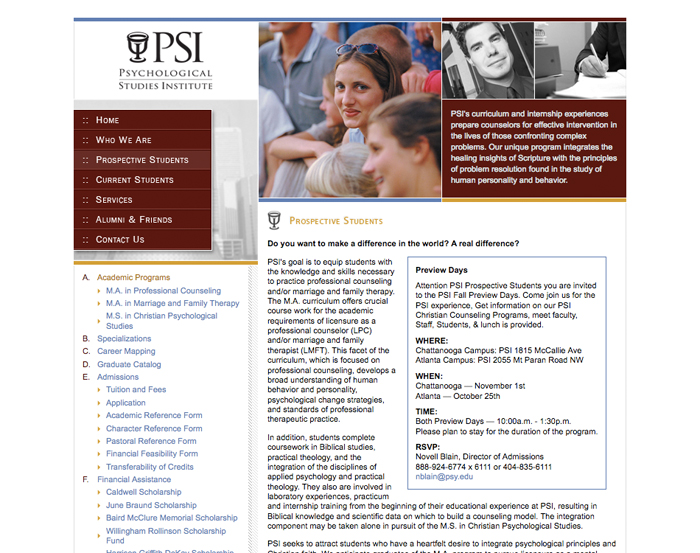 PSI
PSYCHOLOGICAL
STUDIES INSTITUTE
:: HOME
:: WHO WE ARE
:: PROSPECTIVE STUDENTS
:: CURRENT STUDENTS
:: SERVICES
:: ALUMNI & FRIENDS
:: CONTACT US
PSI's curriculum and internship experiences
prepare counselors for effective intervention in
the lives of those confronting complex
problems. Our unique program integrates the
healing insights of Scripture with the principles
of problem resolution found in the study of
human personality and behavior.
A. Academic Programs
M.A. in Professional Counseling
M.A. in Marriage and Family Therapy
M.S. in Christian Psychological
Studies
B. Specializations
C. Career Mapping
D. Graduate Catalog
E. Admissions
Tuition and Fees
Application
Academic Reference Form
Character Reference Form
Pastoral Reference Form
Financial Feasibility Form
Transferability of Credits
F. Financial Assistance
Caldwell Scholarship
June Braund Scholarship
Baird McClure Memorial Scholarship
Willingham Rollinson Scholarship
Fund
Harrison Griffith DeKoy Scholarship
PROSPECTIVE STUDENTS
Do you want to make a difference in the world? A real difference?
PSI's goal is to equip students with
the knowledge and skills necessary
to practice professional counseling
and/or marriage and family therapy.
The M.A. curriculum offers crucial
course work for the academic
requirements of licensure as a
professional counselor (LPC)
and/or marriage and family
therapist (LMFT). This facet of the
curriculum, which is focused on
professional counseling, develops a
broad understanding of human
behavior and personality,
psychological change strategies,
and standards of professional
therapeutic practice.
In addition, students complete
coursework in Biblical studies,
practical theology, and the
integration of the disciplines of
applied psychology and practical
theology. They also are involved in
laboratory experiences, practicum
and internship training from the beginning of their educational experience at PSI, resulting in
Biblical knowledge and scientific data on which to build a counseling model. The integration
component may be taken alone in pursuit of the M.S. in Christian Psychological Studies.
PSI seeks to attract students who have a heartfelt desire to integrate psychological principles and
Preview Days
Attention PSI Prospective Students you are invited
to the PSI Fall Preview Days. Come join us for the
PSI experience, Get information on our PSI
Christian Counseling Programs, meet faculty,
Staff, Students, & lunch is provided.
WHERE:
Chattanooga Campus: PSI 1815 McCallie Ave
Atlanta Campus: PSI 2055 Mt Paran Road NW
WHEN:
Chattanooga — November 1st
Atlanta — October 25th
TIME:
Both Preview Days — 10:00a.m. - 1:30p.m.
Please plan to stay for the duration of the program.
RSVP:
Novell Blain, Director of Admissions
888-924-6774 x 6111 or 404-835-6111
nblain@psy.edu